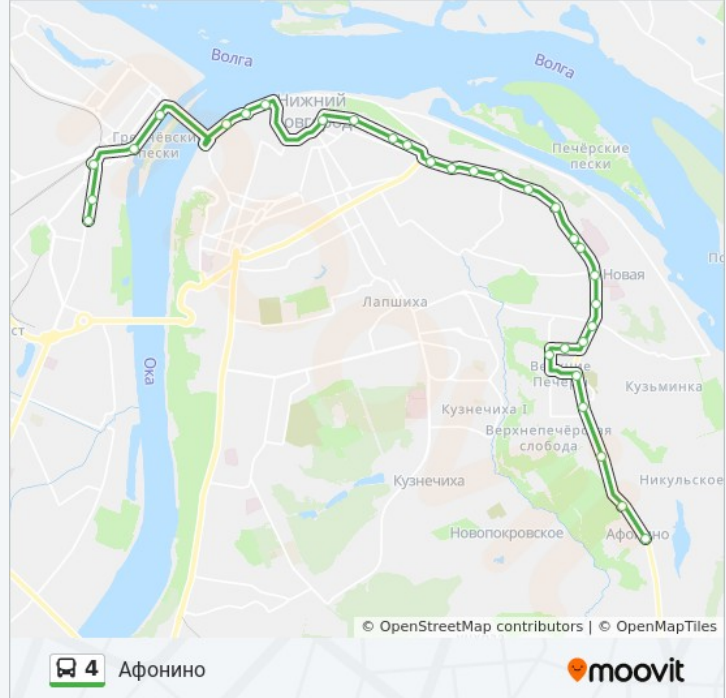 Волга
Волга
Нижний
Новгород
Гребнёвские
пески
Печёрские
пески
Новая
Лапшиха
ст
Ока
Верхние
Печёры
Кузьминка
Кузнечиха I
Верхнепечёрская
слобода
Кузнечиха
Никульское
Новопокровское
Афонино
© OpenStreetMap contributors | © OpenMapTiles
4 Афонино
moovit